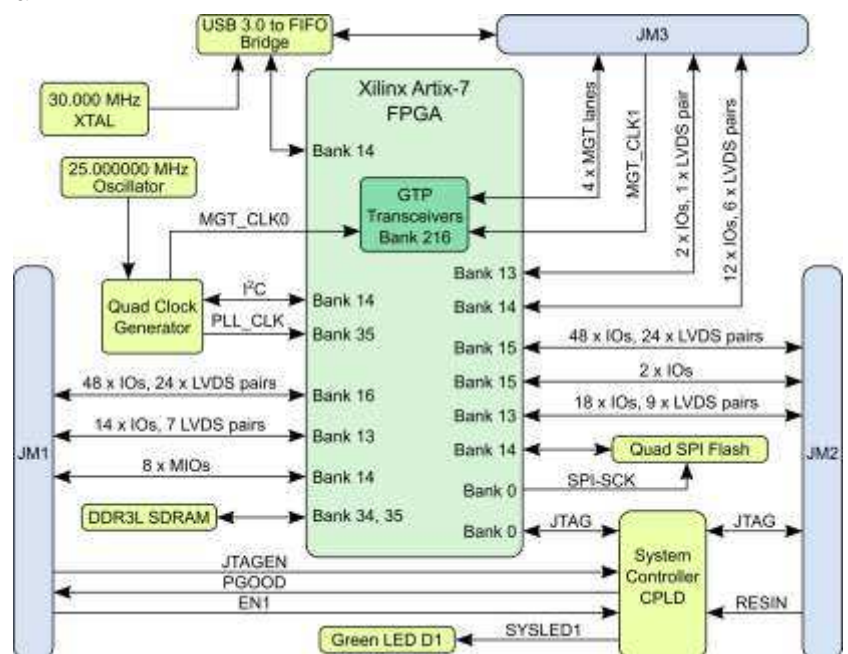 USB 3.0 to FIFO
Bridge
JM3
30.000 MHz
XTAL
Xilinx Artix-7
FPGA
Bank 14
4 x MGT lanes
MGT_CLK1
2 x IOs, 1 x LVDS pair
12 x IOs, 6 x LVDS pairs
25.000000 MHz
Oscillator
GTP
Transceivers
Bank 216
MGT_CLK0
Bank 13
Quad Clock
Generator
I²C
Bank 14
Bank 14
PLL_CLK
Bank 35
Bank 15
48 x IOs, 24 x LVDS pairs
48 x IOs, 24 x LVDS pairs
Bank 16
Bank 15
2 x IOs
14 x IOs, 7 LVDS pairs
Bank 13
Bank 13
18 x IOs, 9 x LVDS pairs
JM1
8 x MIOs
Bank 14
Bank 14
Quad SPI Flash
JM2
Bank 0
SPI-SCK
DDR3L SDRAM
Bank 34, 35
Bank 0
JTAG
System
Controller
CPLD
JTAG
JTAGEN
PGOOD
EN1
RESIN
Green LED D1
SYSLED1